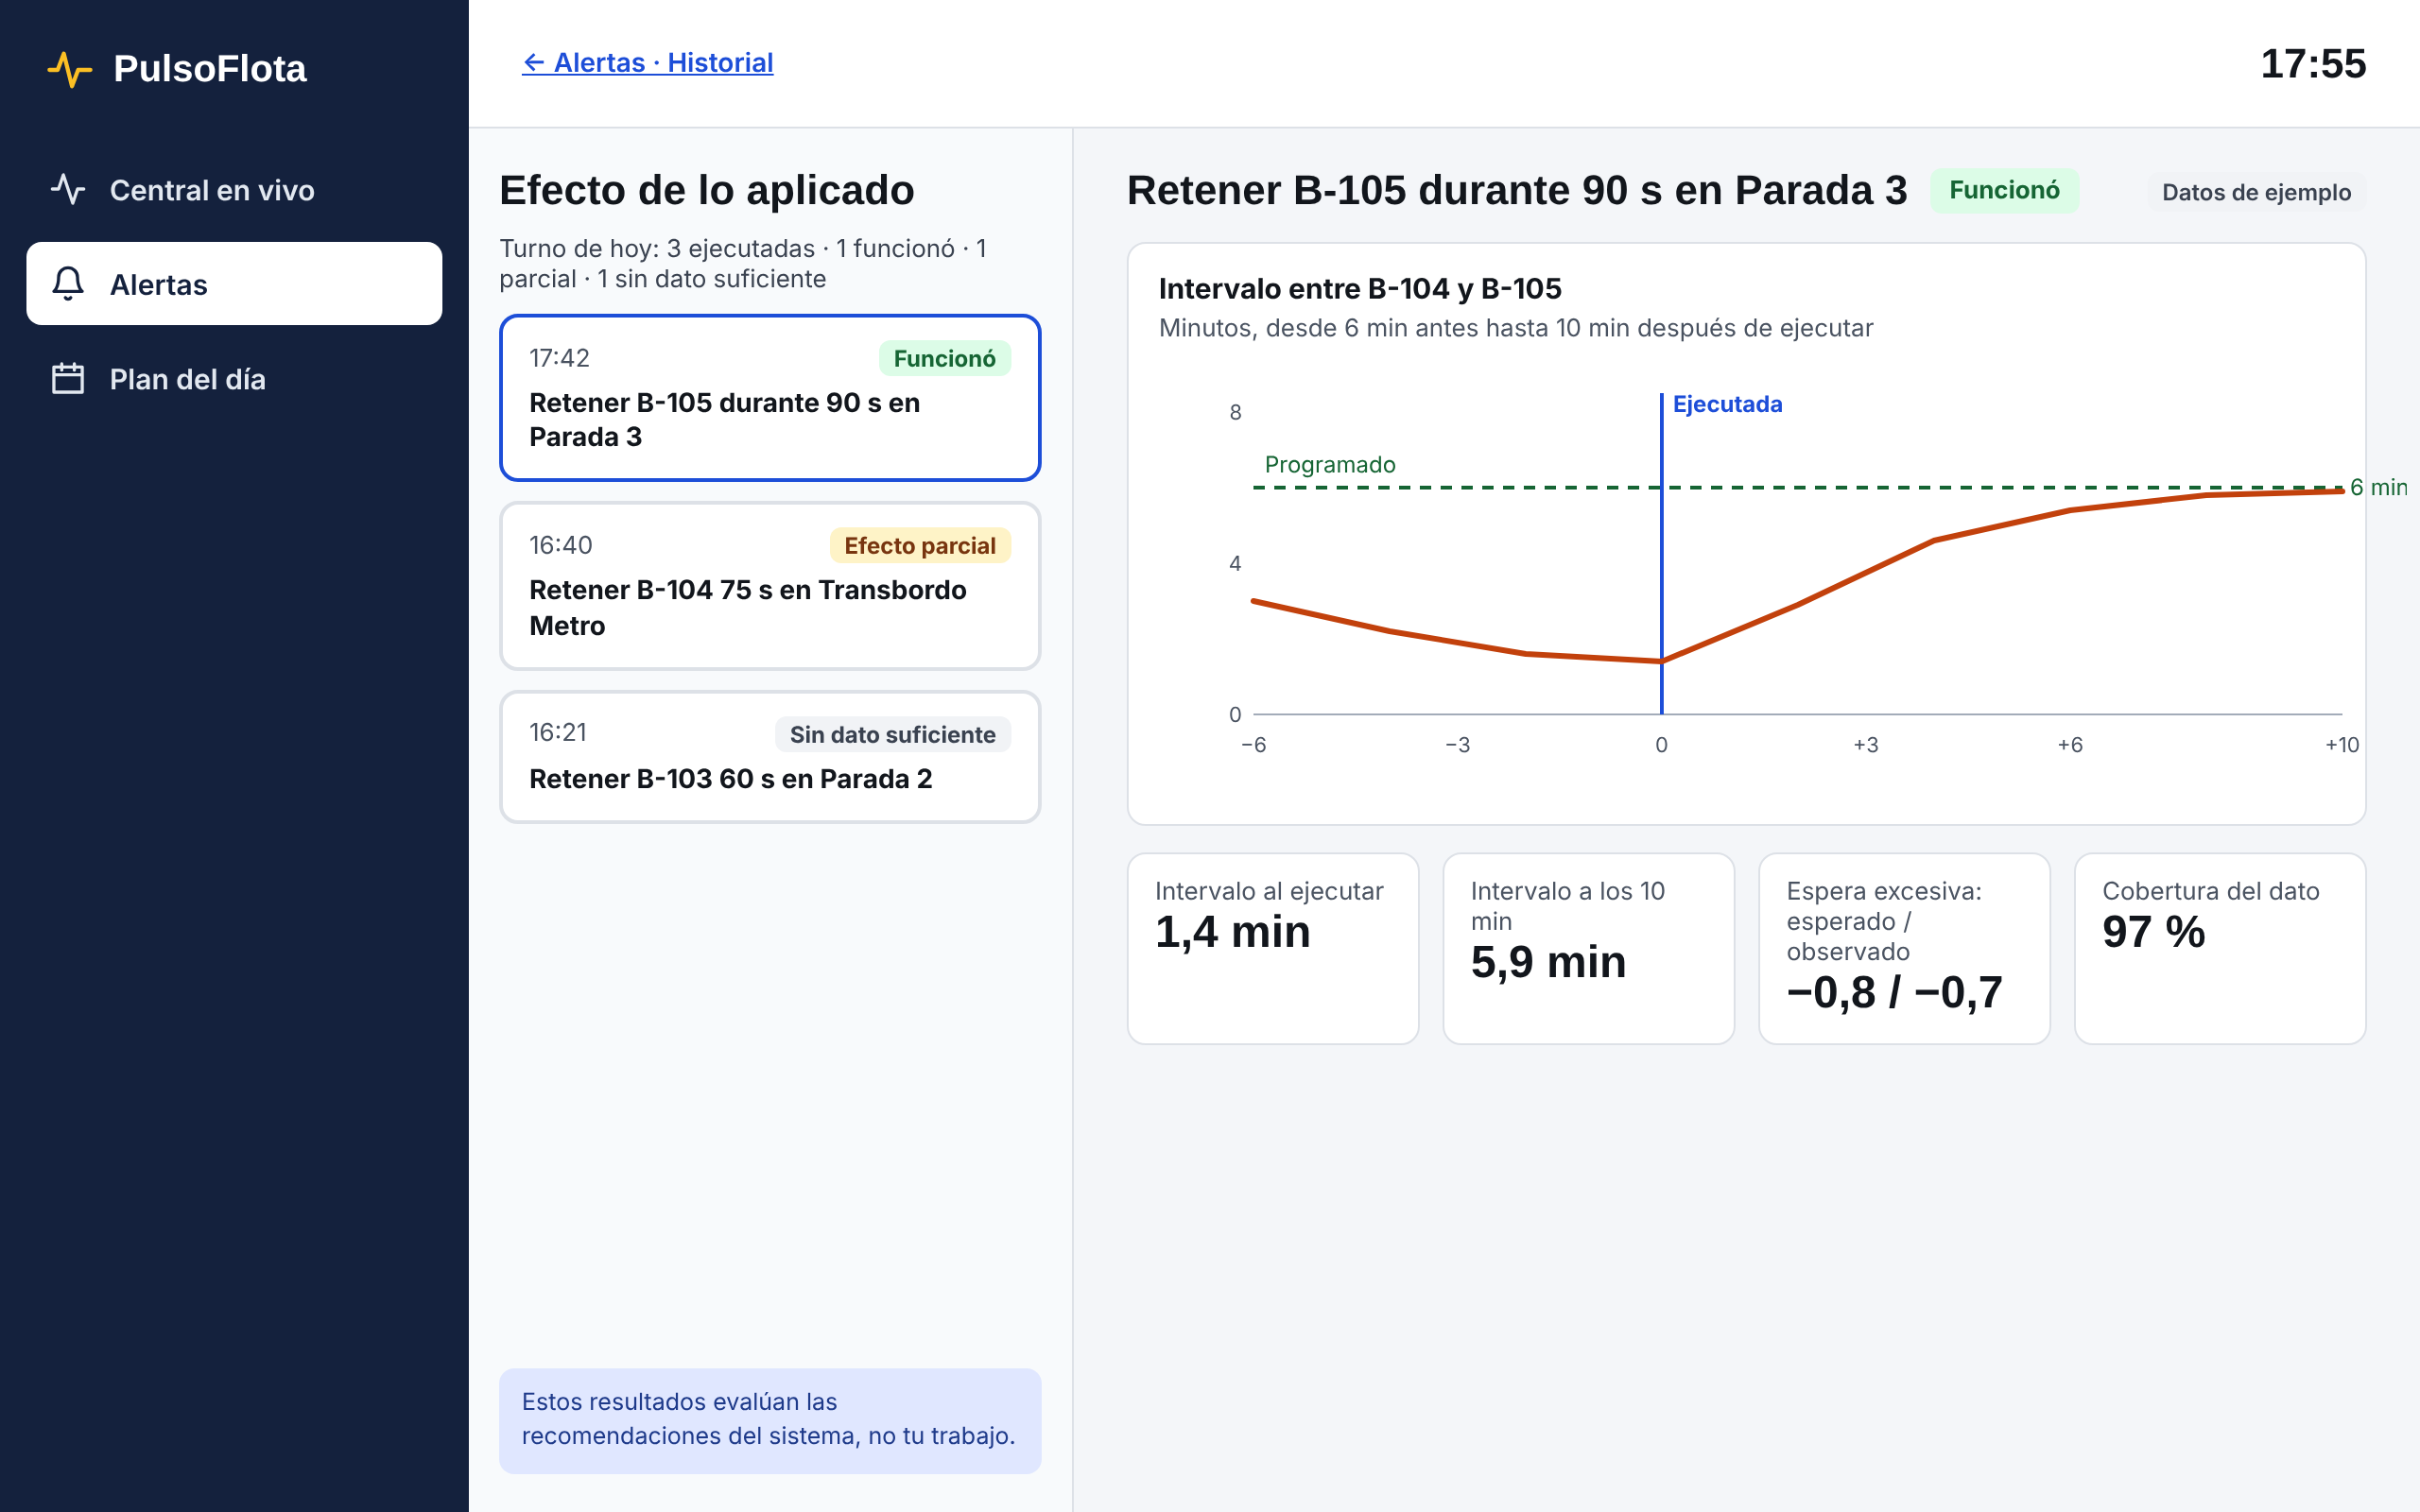 PulsoFlota
Central en vivo
Alertas
Plan del día
← Alertas · Historial
17:55
Efecto de lo aplicado
Turno de hoy: 3 ejecutadas · 1 funcionó · 1
parcial · 1 sin dato suficiente
17:42
Funcionó
Retener B-105 durante 90 s en
Parada 3
16:40
Efecto parcial
Retener B-104 75 s en Transbordo
Metro
16:21
Sin dato suficiente
Retener B-103 60 s en Parada 2
Estos resultados evalúan las
recomendaciones del sistema, no tu trabajo.
Retener B-105 durante 90 s en Parada 3
Funcionó
Datos de ejemplo
Intervalo entre B-104 y B-105
Minutos, desde 6 min antes hasta 10 min después de ejecutar
8
Ejecutada
Programado
6 min
4
0
−6
−3
0
+3
+6
+10
Intervalo al ejecutar
1,4 min
Intervalo a los 10
min
5,9 min
Espera excesiva:
esperado /
observado
−0,8 / −0,7
Cobertura del dato
97 %